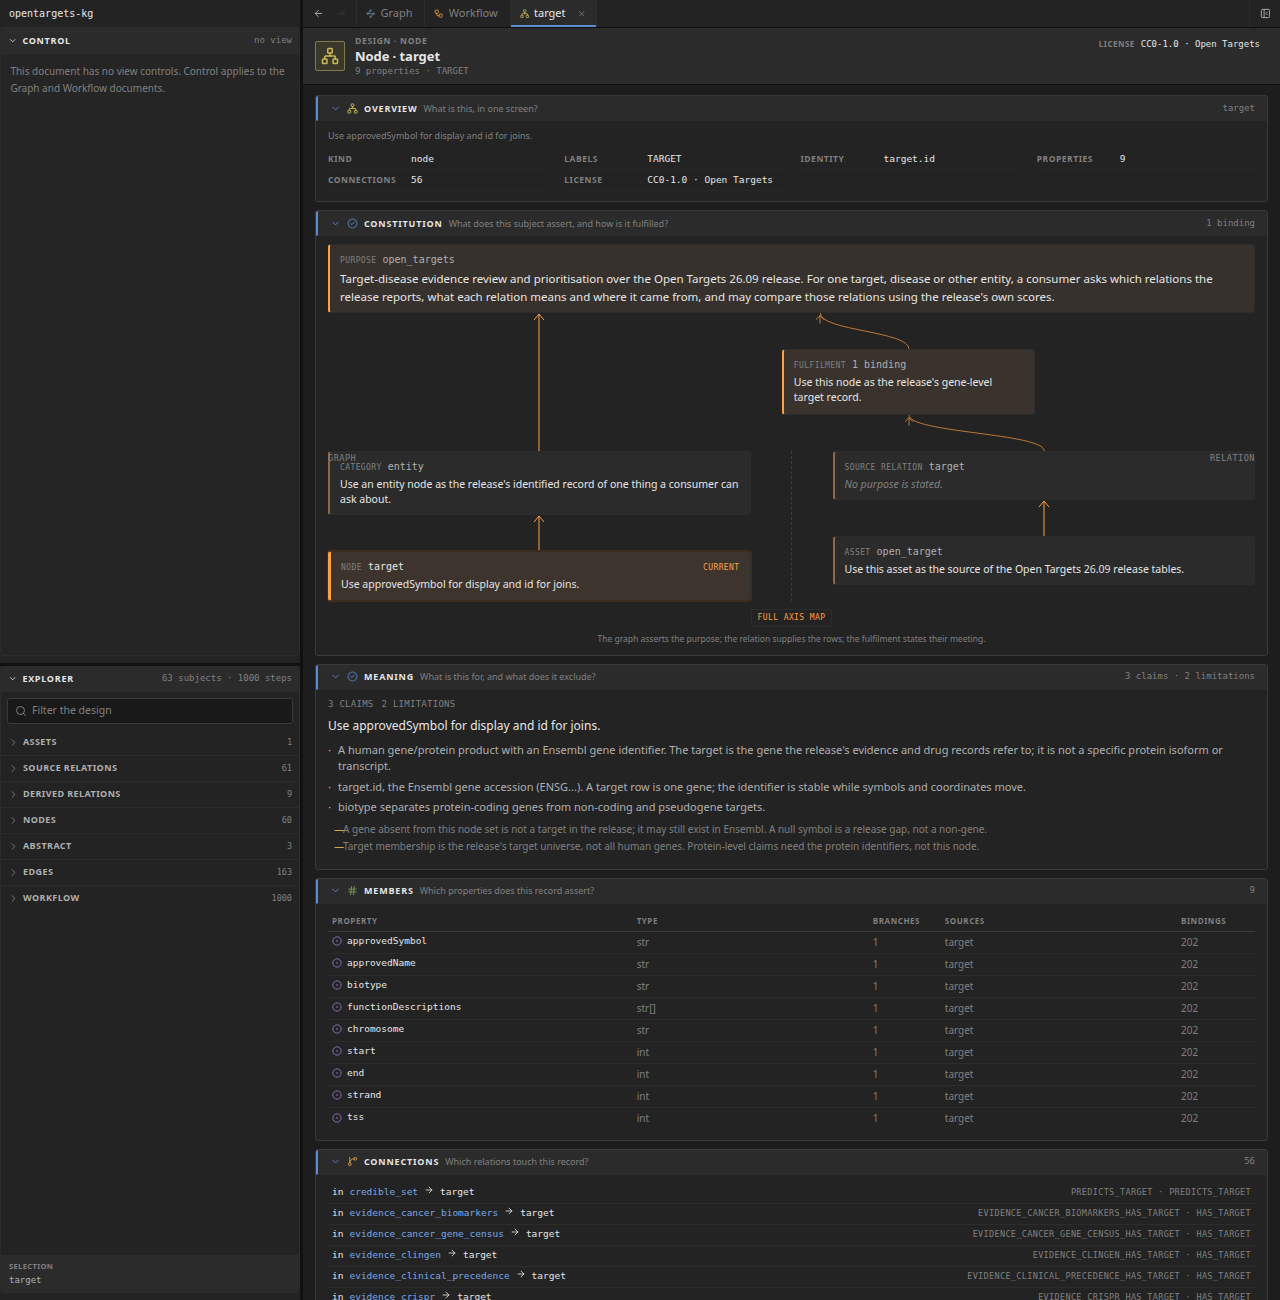 opentargets-kg
CONTROL no view
This document has no view controls. Control applies to the
Graph and Workflow documents.
EXPLORER 63 subjects · 1000 steps
Filter the design
ASSETS 1
SOURCE RELATIONS 61
DERIVED RELATIONS 9
NODES 60
ABSTRACT 3
EDGES 163
WORKFLOW 1000
SELECTION
target
Graph Workflow target
DESIGN · NODE
Node · target
9 properties · TARGET
LICENSE CC0-1.0 · Open Targets
OVERVIEW What is this, in one screen? target
Use approvedSymbol for display and id for joins.
KIND node LABELS TARGET IDENTITY target.id PROPERTIES 9
CONNECTIONS 56 LICENSE CC0-1.0 · Open Targets
CONSTITUTION What does this subject assert, and how is it fulfilled? 1 binding
PURPOSE open_targets
Target-disease evidence review and prioritisation over the Open Targets 26.09 release. For one target, disease or other entity, a consumer asks which relations the
release reports, what each relation means and where it came from, and may compare those relations using the release's own scores.
FULFILMENT 1 binding
Use this node as the release's gene-level
target record.
GRAPH
CATEGORY entity
Use an entity node as the release's identified record of one thing a consumer can
ask about.
RELATION
SOURCE RELATION target
No purpose is stated.
NODE target CURRENT
Use approvedSymbol for display and id for joins.
ASSET open_target
Use this asset as the source of the Open Targets 26.09 release tables.
FULL AXIS MAP
The graph asserts the purpose; the relation supplies the rows; the fulfilment states their meeting.
MEANING What is this for, and what does it exclude? 3 claims · 2 limitations
3 CLAIMS 2 LIMITATIONS
Use approvedSymbol for display and id for joins.
· A human gene/protein product with an Ensembl gene identifier. The target is the gene the release's evidence and drug records refer to; it is not a specific protein isoform or
transcript.
· target.id, the Ensembl gene accession (ENSG...). A target row is one gene; the identifier is stable while symbols and coordinates move.
· biotype separates protein-coding genes from non-coding and pseudogene targets.
—A gene absent from this node set is not a target in the release; it may still exist in Ensembl. A null symbol is a release gap, not a non-gene.
—Target membership is the release's target universe, not all human genes. Protein-level claims need the protein identifiers, not this node.
MEMBERS Which properties does this record assert? 9
PROPERTY TYPE BRANCHES SOURCES BINDINGS
approvedSymbol str 1 target 202
approvedName str 1 target 202
biotype str 1 target 202
functionDescriptions str[] 1 target 202
chromosome str 1 target 202
start int 1 target 202
end int 1 target 202
strand int 1 target 202
tss int 1 target 202
CONNECTIONS Which relations touch this record? 56
in credible_set → target PREDICTS_TARGET · PREDICTS_TARGET
in evidence_cancer_biomarkers → target EVIDENCE_CANCER_BIOMARKERS_HAS_TARGET · HAS_TARGET
in evidence_cancer_gene_census → target EVIDENCE_CANCER_GENE_CENSUS_HAS_TARGET · HAS_TARGET
in evidence_clingen → target EVIDENCE_CLINGEN_HAS_TARGET · HAS_TARGET
in evidence_clinical_precedence → target EVIDENCE_CLINICAL_PRECEDENCE_HAS_TARGET · HAS_TARGET
in evidence_crispr → target EVIDENCE_CRISPR_HAS_TARGET · HAS_TARGET